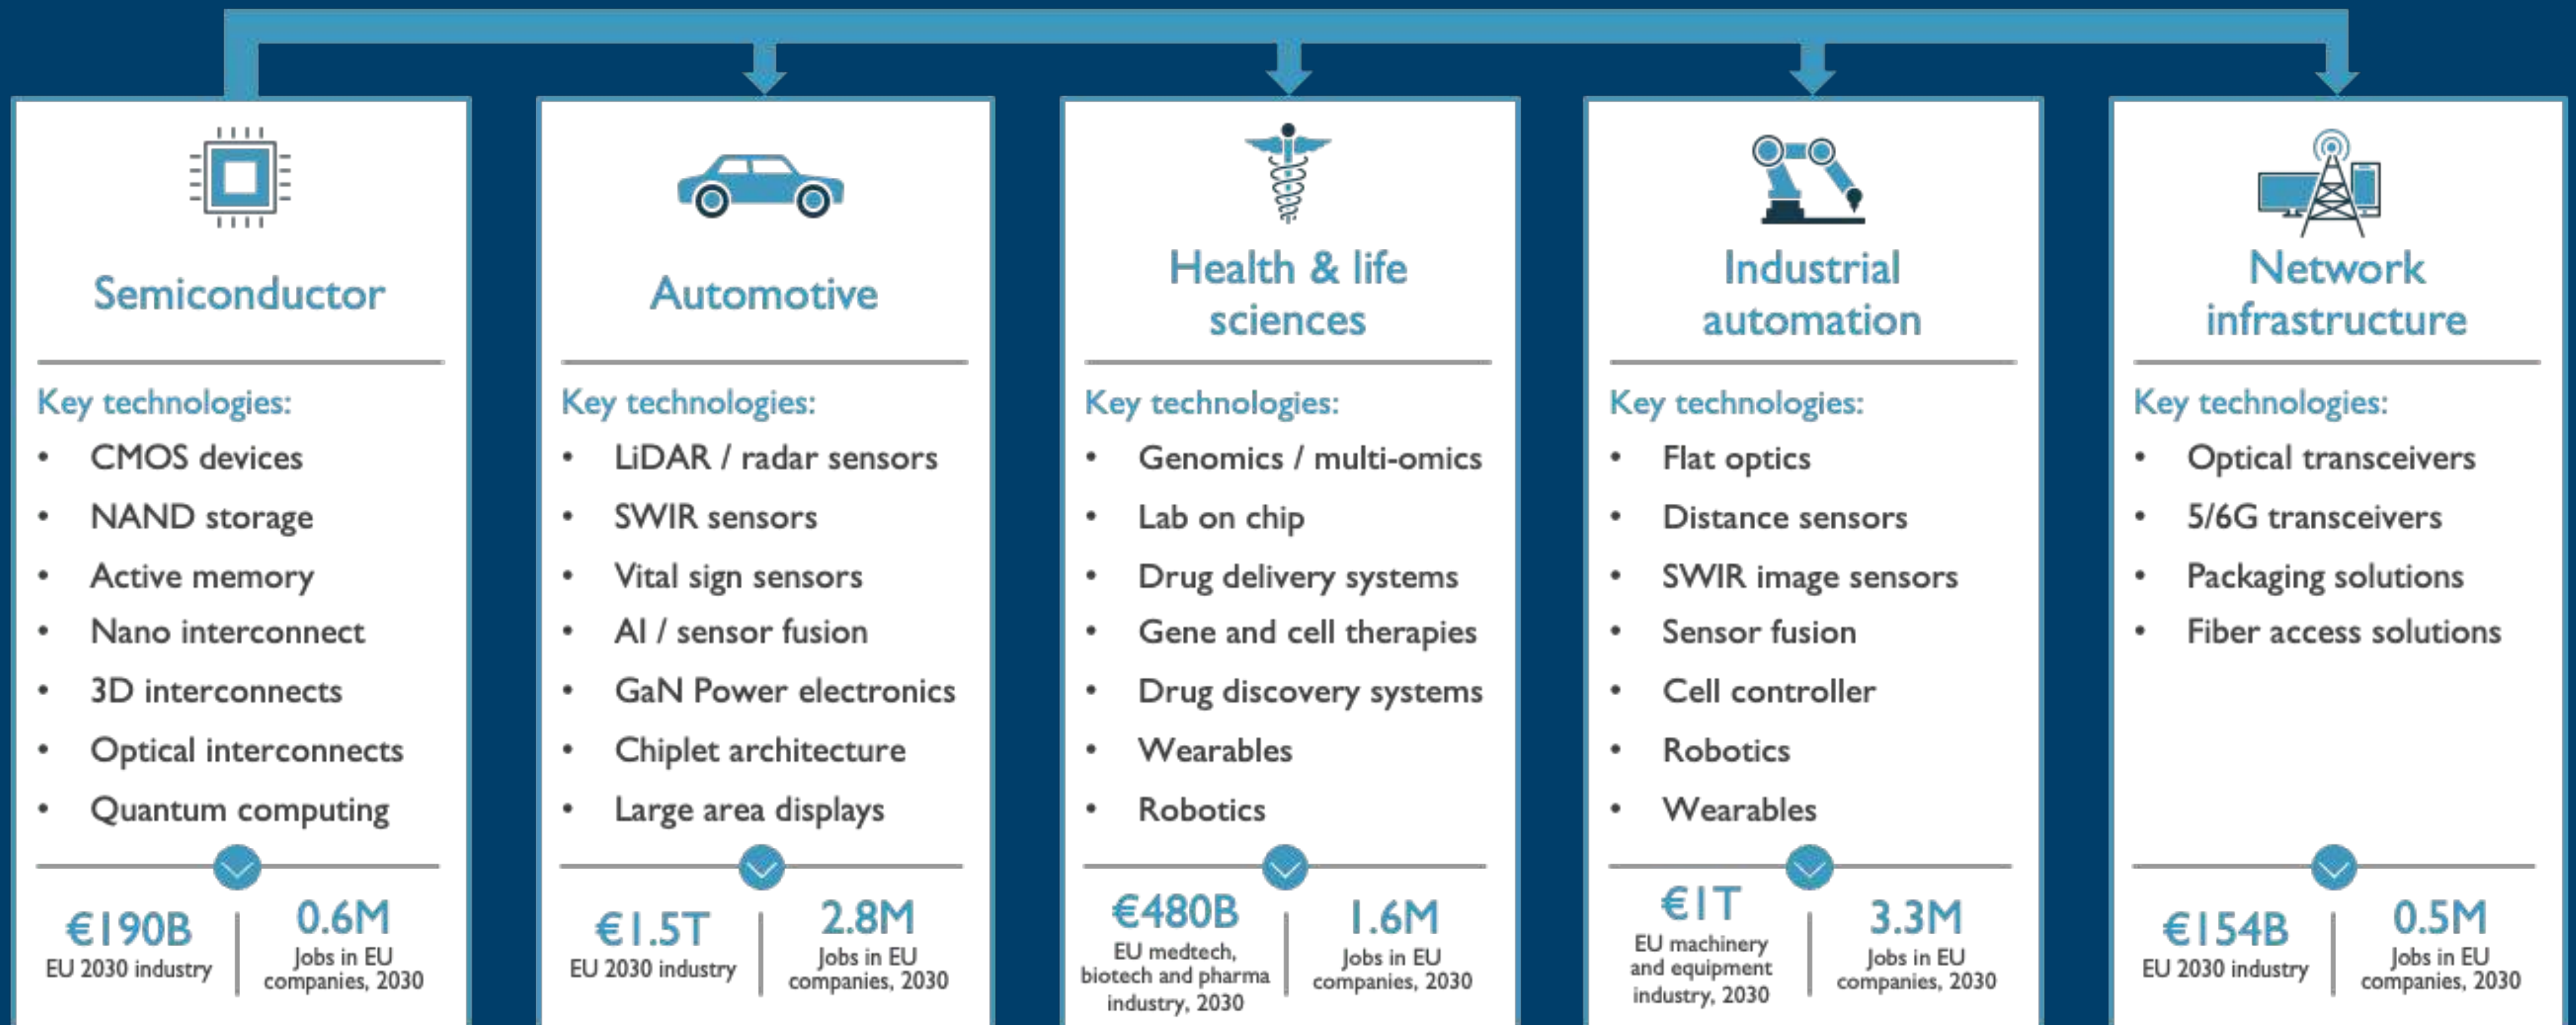 Semiconductor
Key technologies:
• CMOS devices
• NAND storage
• Active memory
• Nano interconnect
• 3D interconnects
• Optical interconnects
• Quantum computing
€190B
EU 2030 industry
0.6M
Jobs in EU
companies, 2030
Automotive
Key technologies:
• LiDAR / radar sensors
• SWIR sensors
• Vital sign sensors
• AI / sensor fusion
• GaN Power electronics
• Chiplet architecture
• Large area displays
€1.5T
EU 2030 industry
2.8M
Jobs in EU
companies, 2030
Health & life
sciences
Key technologies:
• Genomics / multi-omics
• Lab on chip
• Drug delivery systems
• Gene and cell therapies
• Drug discovery systems
• Wearables
• Robotics
€480B
EU medtech,
biotech and pharma
industry, 2030
1.6M
Jobs in EU
companies, 2030
Industrial
automation
Key technologies:
• Flat optics
• Distance sensors
• SWIR image sensors
• Sensor fusion
• Cell controller
• Robotics
• Wearables
€1T
EU machinery
and equipment
industry, 2030
3.3M
Jobs in EU
companies, 2030
Network
infrastructure
Key technologies:
• Optical transceivers
• 5/6G transceivers
• Packaging solutions
• Fiber access solutions
€154B
EU 2030 industry
0.5M
Jobs in EU
companies, 2030